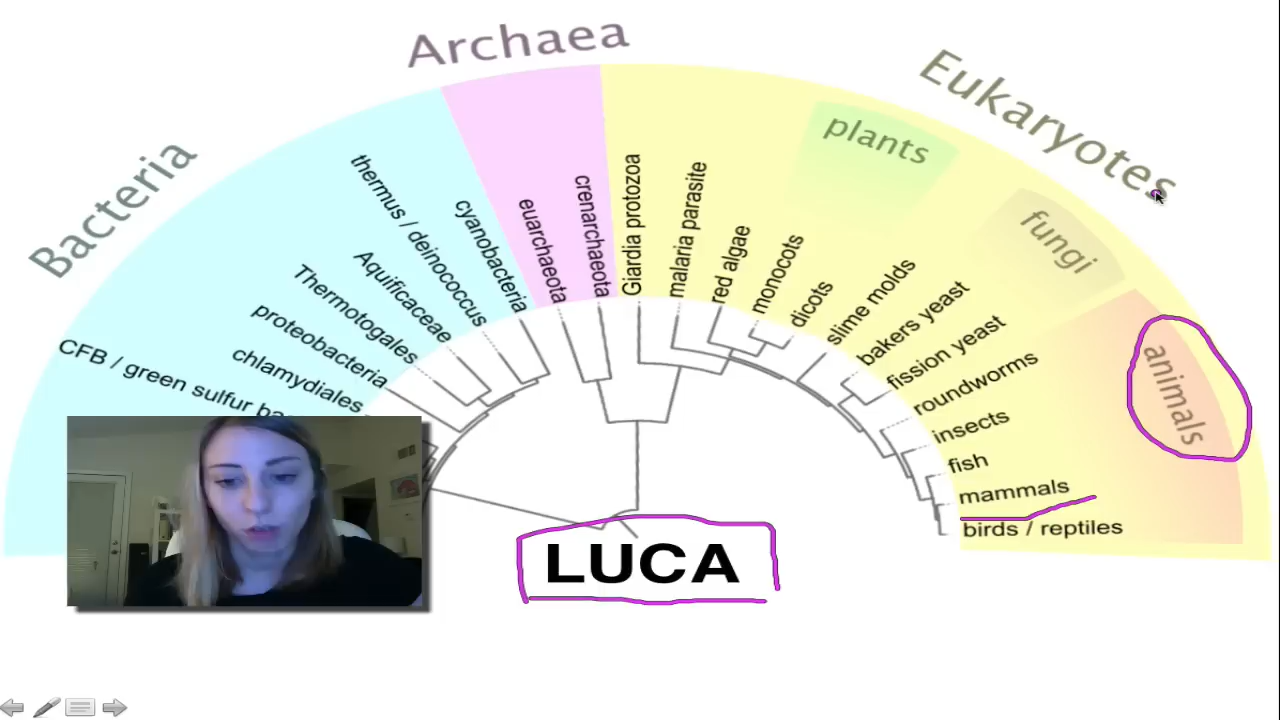 Archaea
Eukaryotes
Bacteria
plants
fungi
animals
CFB / green sulfur
chlamydiales
proteobacteria
Thermotogales
Aquificaceae
thermus / deinococcus
cyanobacteria
euarchaeota
crenarchaeota
Giardia protozoa
malaria parasite
red algae
monocots
dicots
slime molds
bakers yeast
fission yeast
roundworms
insects
fish
mammals
birds / reptiles
LUCA